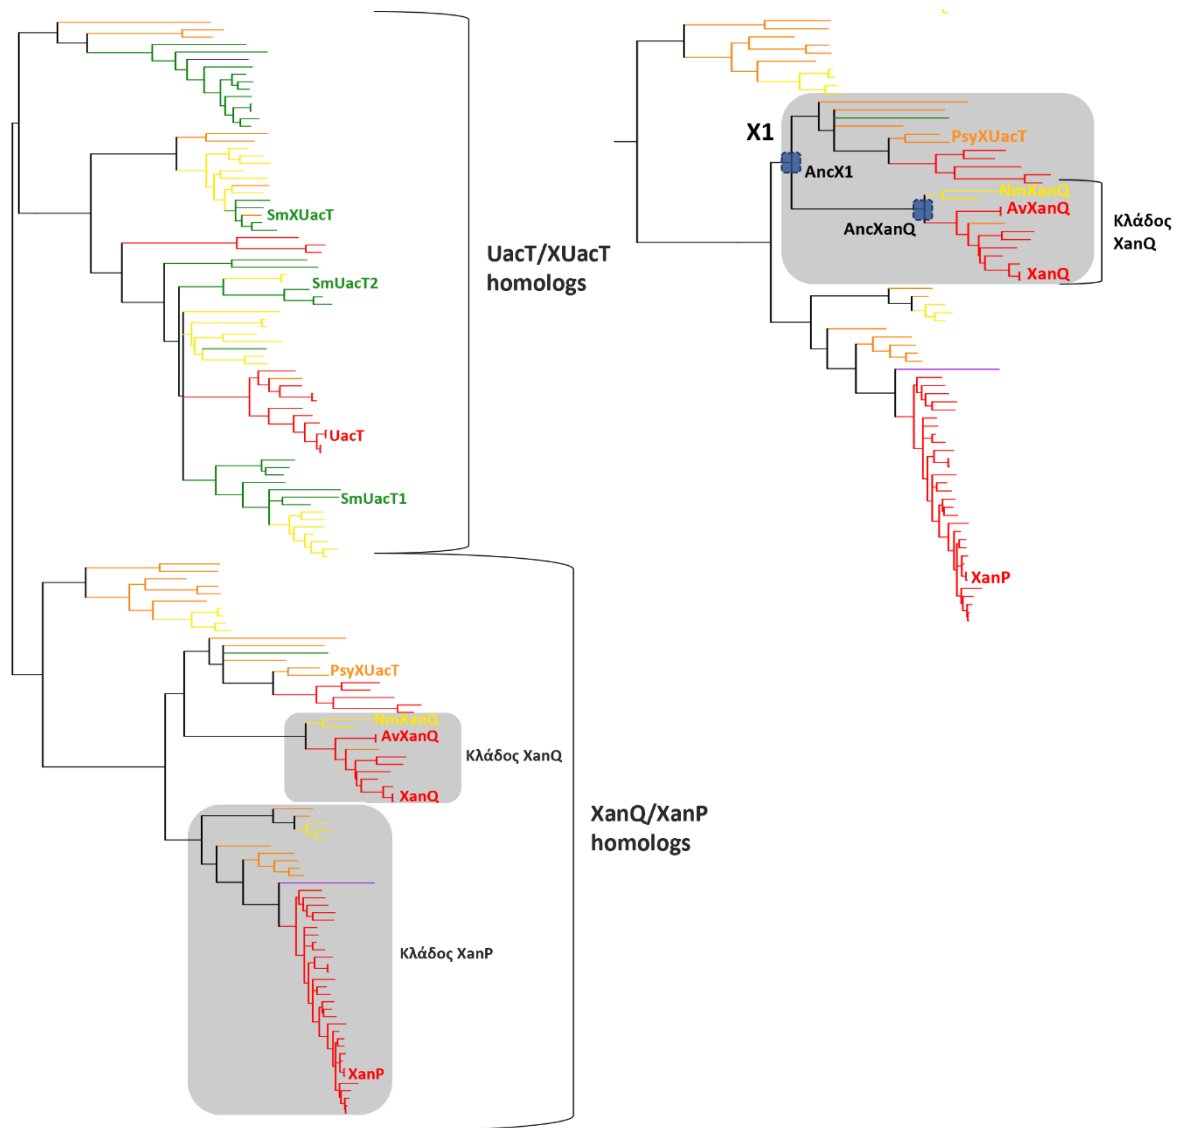 SmXUacT
SmUacT2
UacT
SmUacT1
UacT/XUacT
homologs
PsyXUacT
NmXanQ
AvXanQ
Κλάδος XanQ
XanQ
Κλάδος XanP
XanP
XanQ/XanP
homologs
X1
PsyXUacT
AncX1
NmXanQ
AvXanQ
AncXanQ
XanQ
Κλάδος
XanQ
XanP